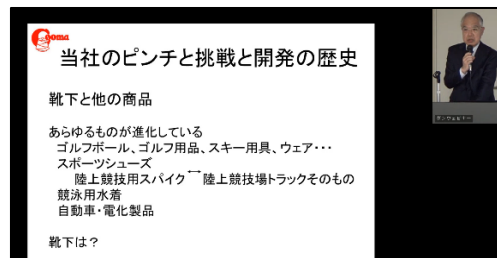 Cooma
当社のピンチと挑戦と開発の歴史
靴下と他の商品
あらゆるものが進化している
ゴルフボール、ゴルフ用品、スキー用具、ウェア・・・
スポーツシューズ
陸上競技用スパイク ↔ 陸上競技場トラックそのもの
競泳用水着
自動車・電化製品
靴下は？